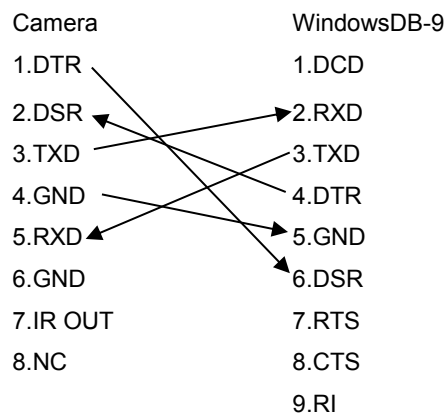 Camera WindowsDB-9
1.DTR 1.DCD
2.DSR 2.RXD
3.TXD 3.TXD
4.GND 4.DTR
5.RXD 5.GND
6.GND 6.DSR
7.IR OUT 7.RTS
8.NC 8.CTS
9.RI